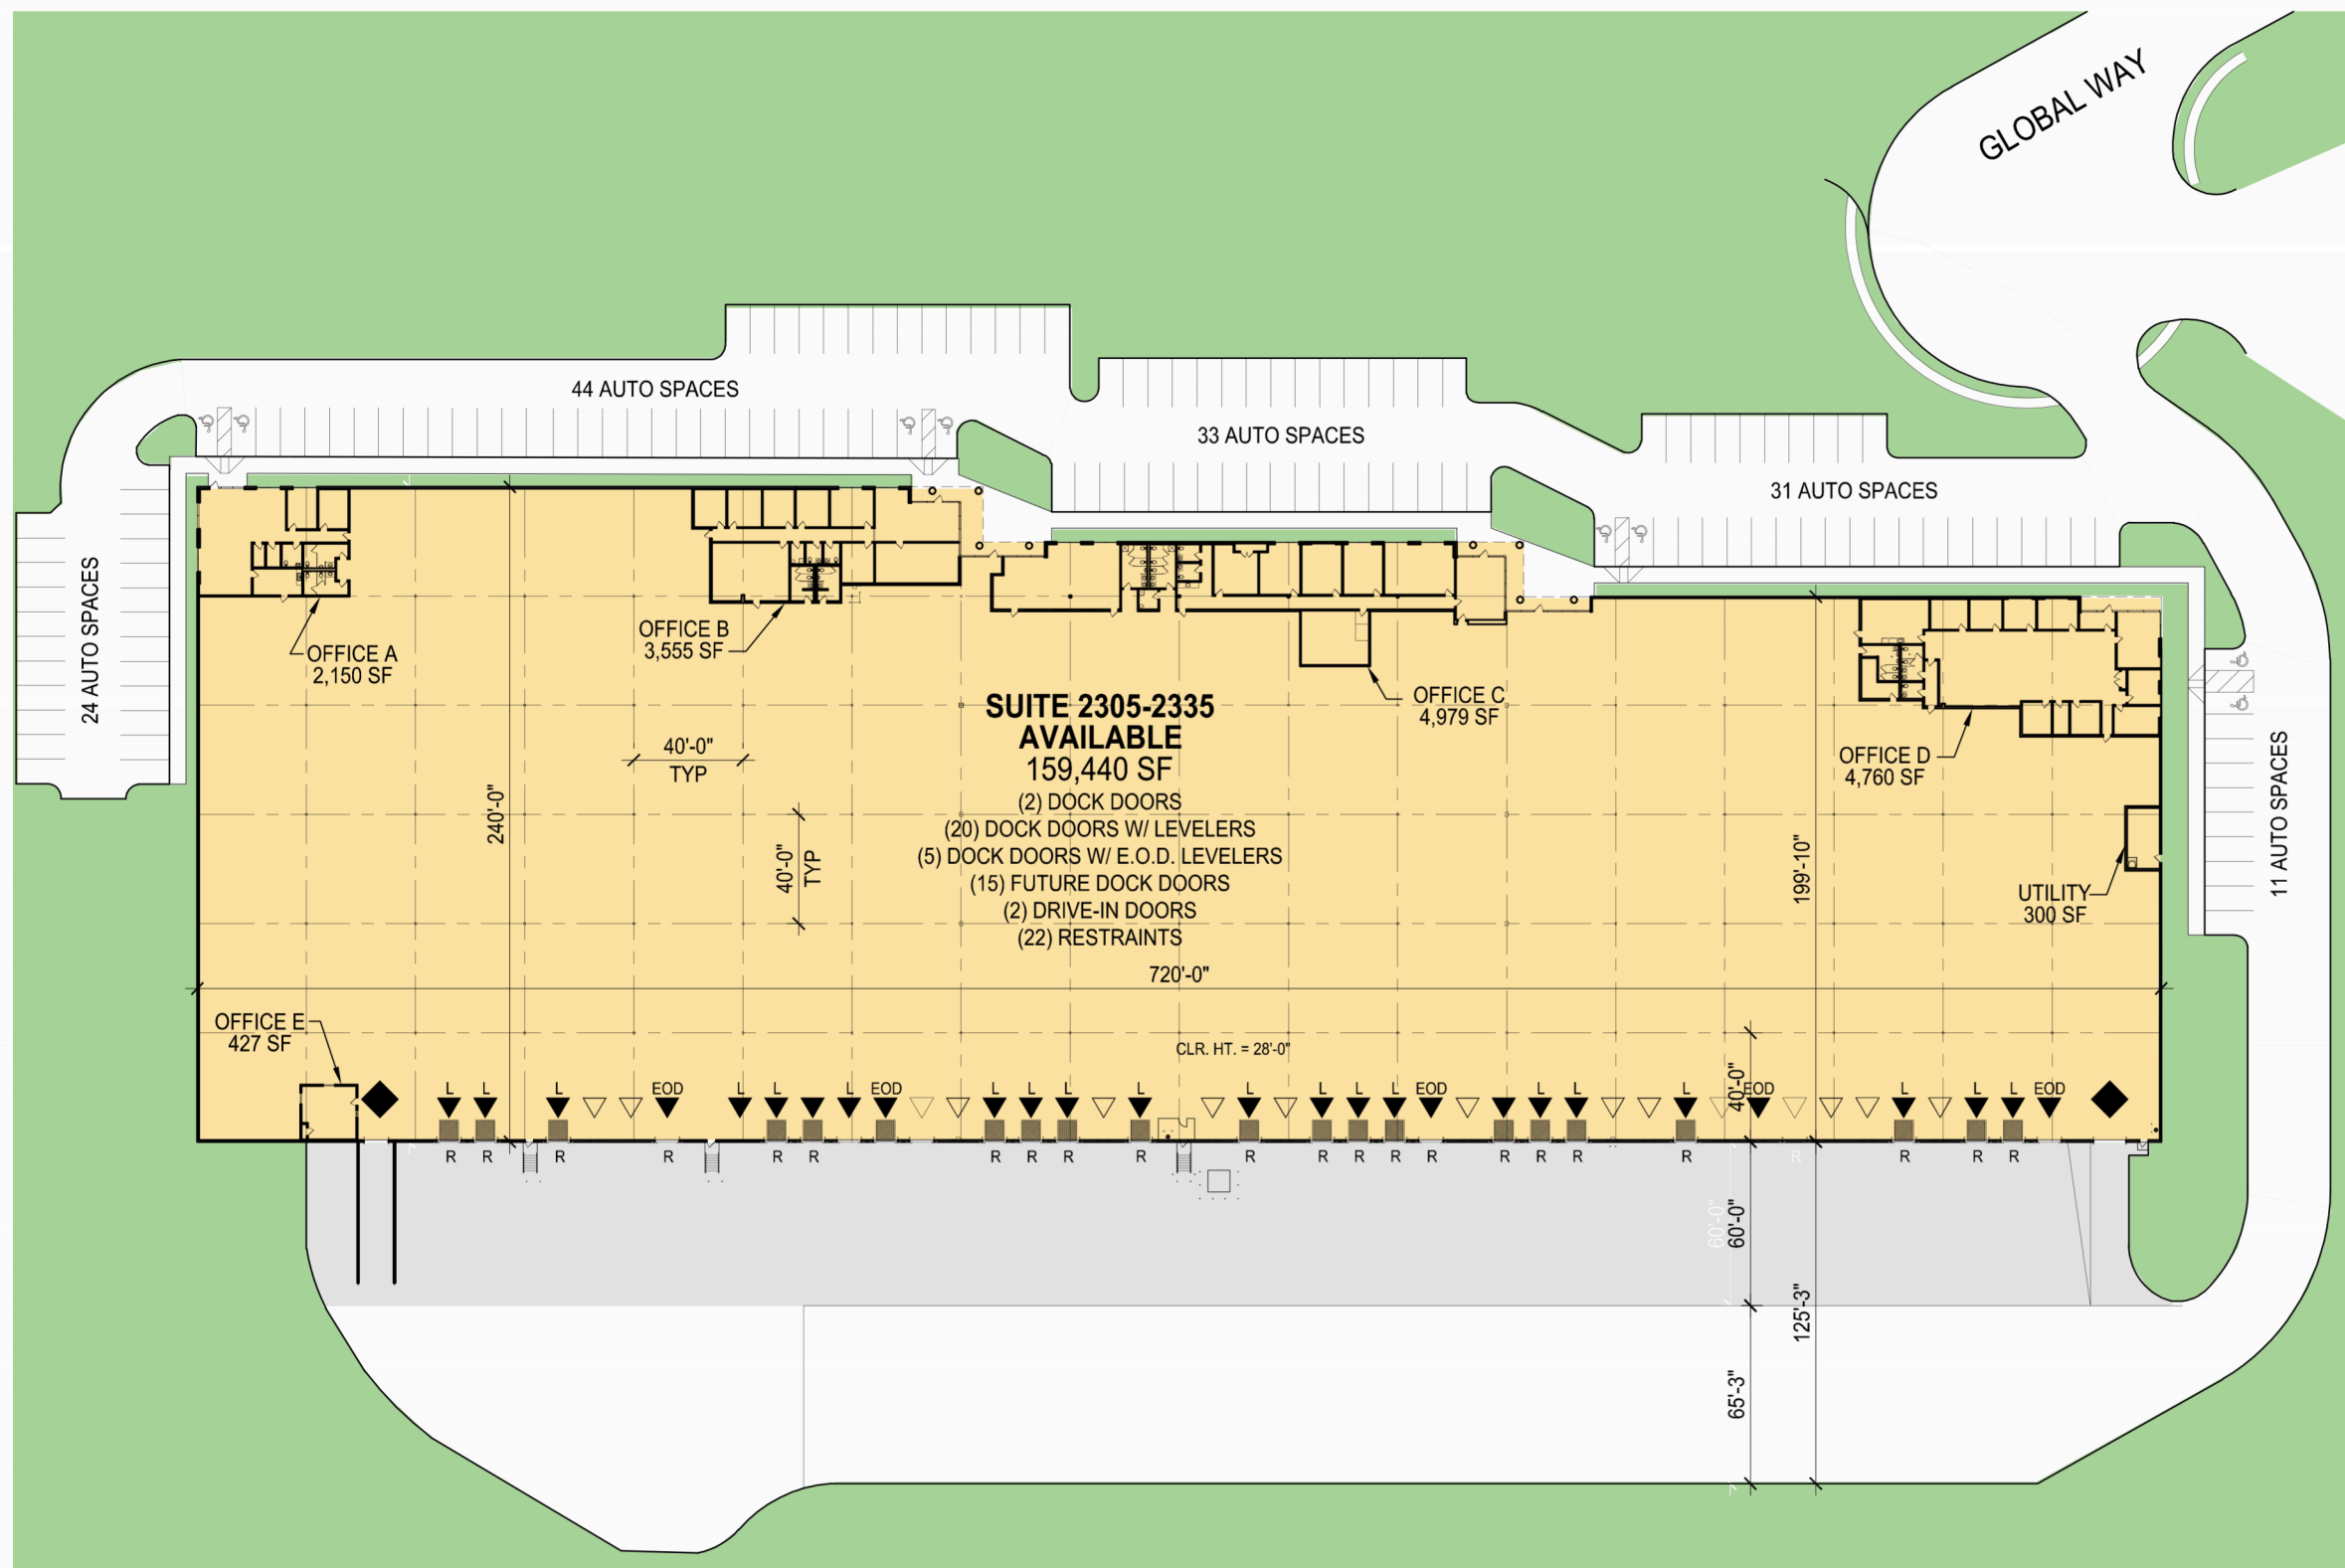 GLOBAL WAY
44 AUTO SPACES
33 AUTO SPACES
31 AUTO SPACES
24 AUTO SPACES
11 AUTO SPACES
OFFICE A
2,150 SF
OFFICE B
3,555 SF
OFFICE C
4,979 SF
OFFICE D
4,760 SF
UTILITY
300 SF
OFFICE E
427 SF
SUITE 2305-2335
AVAILABLE
159,440 SF
(2) DOCK DOORS
(20) DOCK DOORS W/ LEVELERS
(5) DOCK DOORS W/ E.O.D. LEVELERS
(15) FUTURE DOCK DOORS
(2) DRIVE-IN DOORS
(22) RESTRAINTS
40'-0"
TYP
40'-0"
TYP
240'-0"
199'-10"
720'-0"
CLR. HT. = 28'-0"
40'-0"
L L L EOD L L L EOD L L L L L L L L EOD L L L EOD L L L EOD
R R R R R R R R R R R R R R R R R R R R R R R
60'-0"
60'-0"
125'-3"
65'-3"